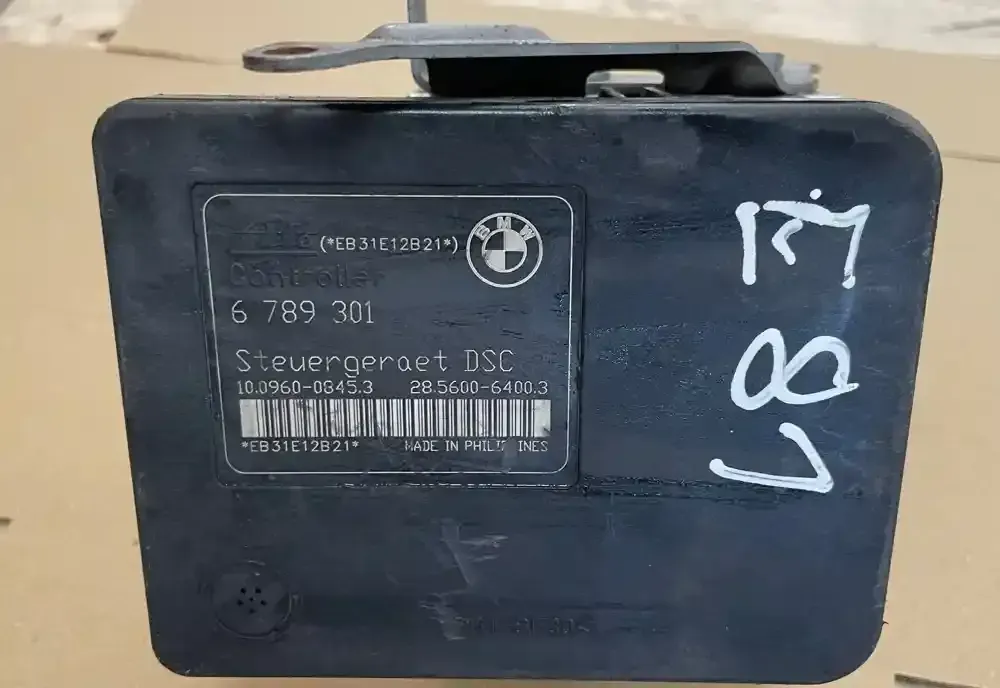 (*EB31E12B21*)
BMW
Controller
6 789 301
Steuergeraet DSC
10.0960-0845.3 28.5600-6400.3
*EB31E12B21* MADE IN PHILIPPINES